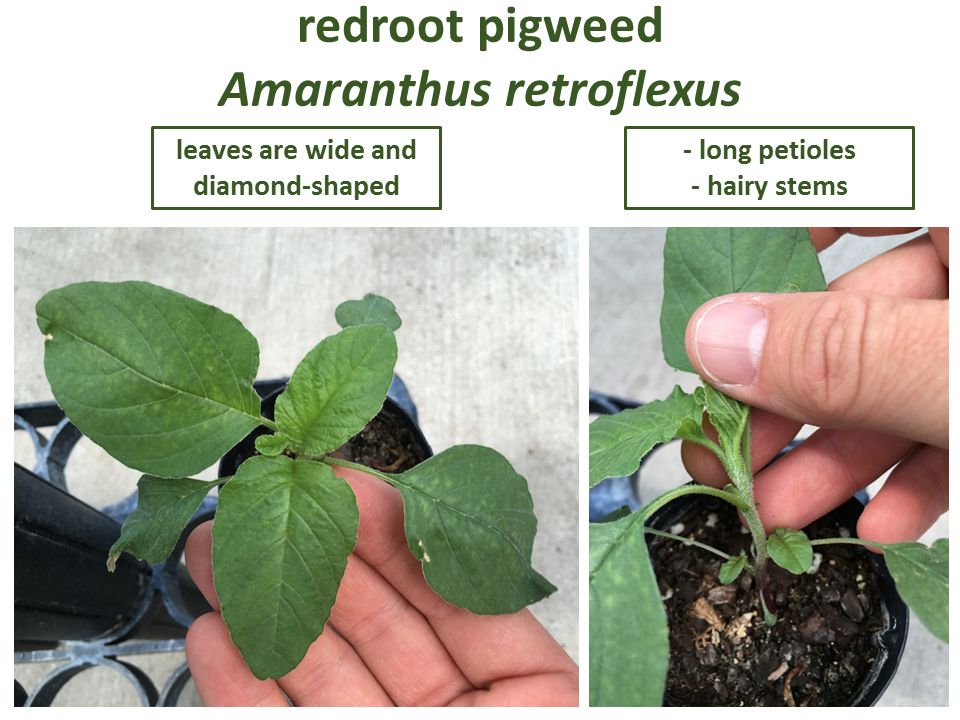 redroot pigweed
Amaranthus retroflexus
leaves are wide and
diamond-shaped
- long petioles
- hairy stems